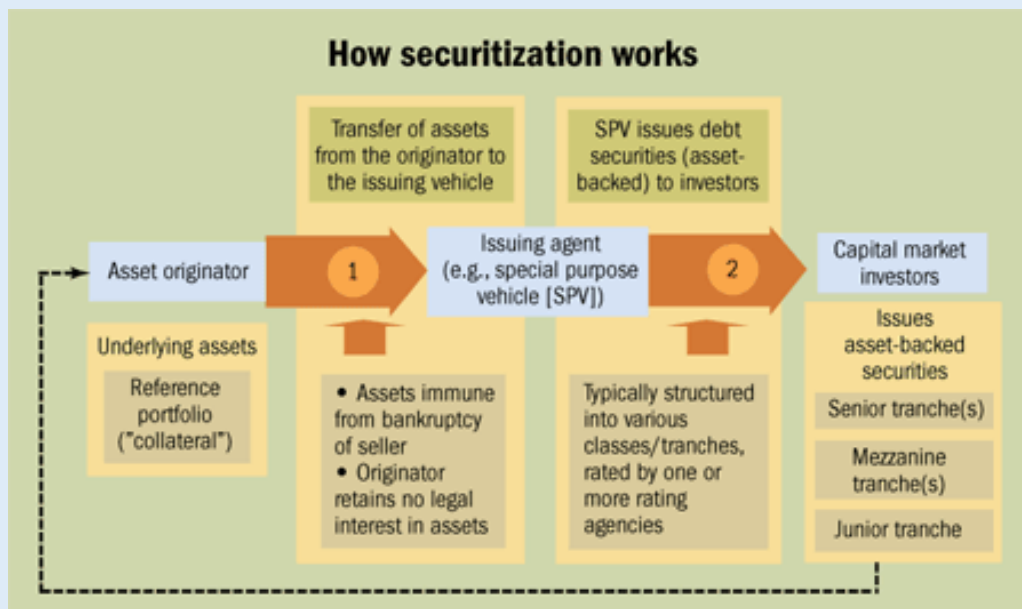 How securitization works
Transfer of assets
from the originator to
the issuing vehicle
SPV issues debt
securities (asset-
backed) to investors
Asset originator
1
Issuing agent
(e.g., special purpose
vehicle [SPV])
2
Capital market
investors
Underlying assets
Reference
portfolio
("collateral")
• Assets immune
from bankruptcy
of seller
• Originator
retains no legal
interest in assets
Typically structured
into various
classes/tranches,
rated by one or
more rating
agencies
Issues
asset-backed
securities
Senior tranche(s)
Mezzanine
tranche(s)
Junior tranche